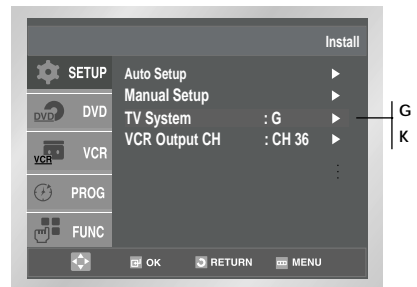 Install
SETUP
Auto Setup ►
Manual Setup ►
DVD DVD
TV System : G ►
G
K
VCR Output CH : CH 36 ►
VCR VCR
PROG
FUNC
OK RETURN MENU